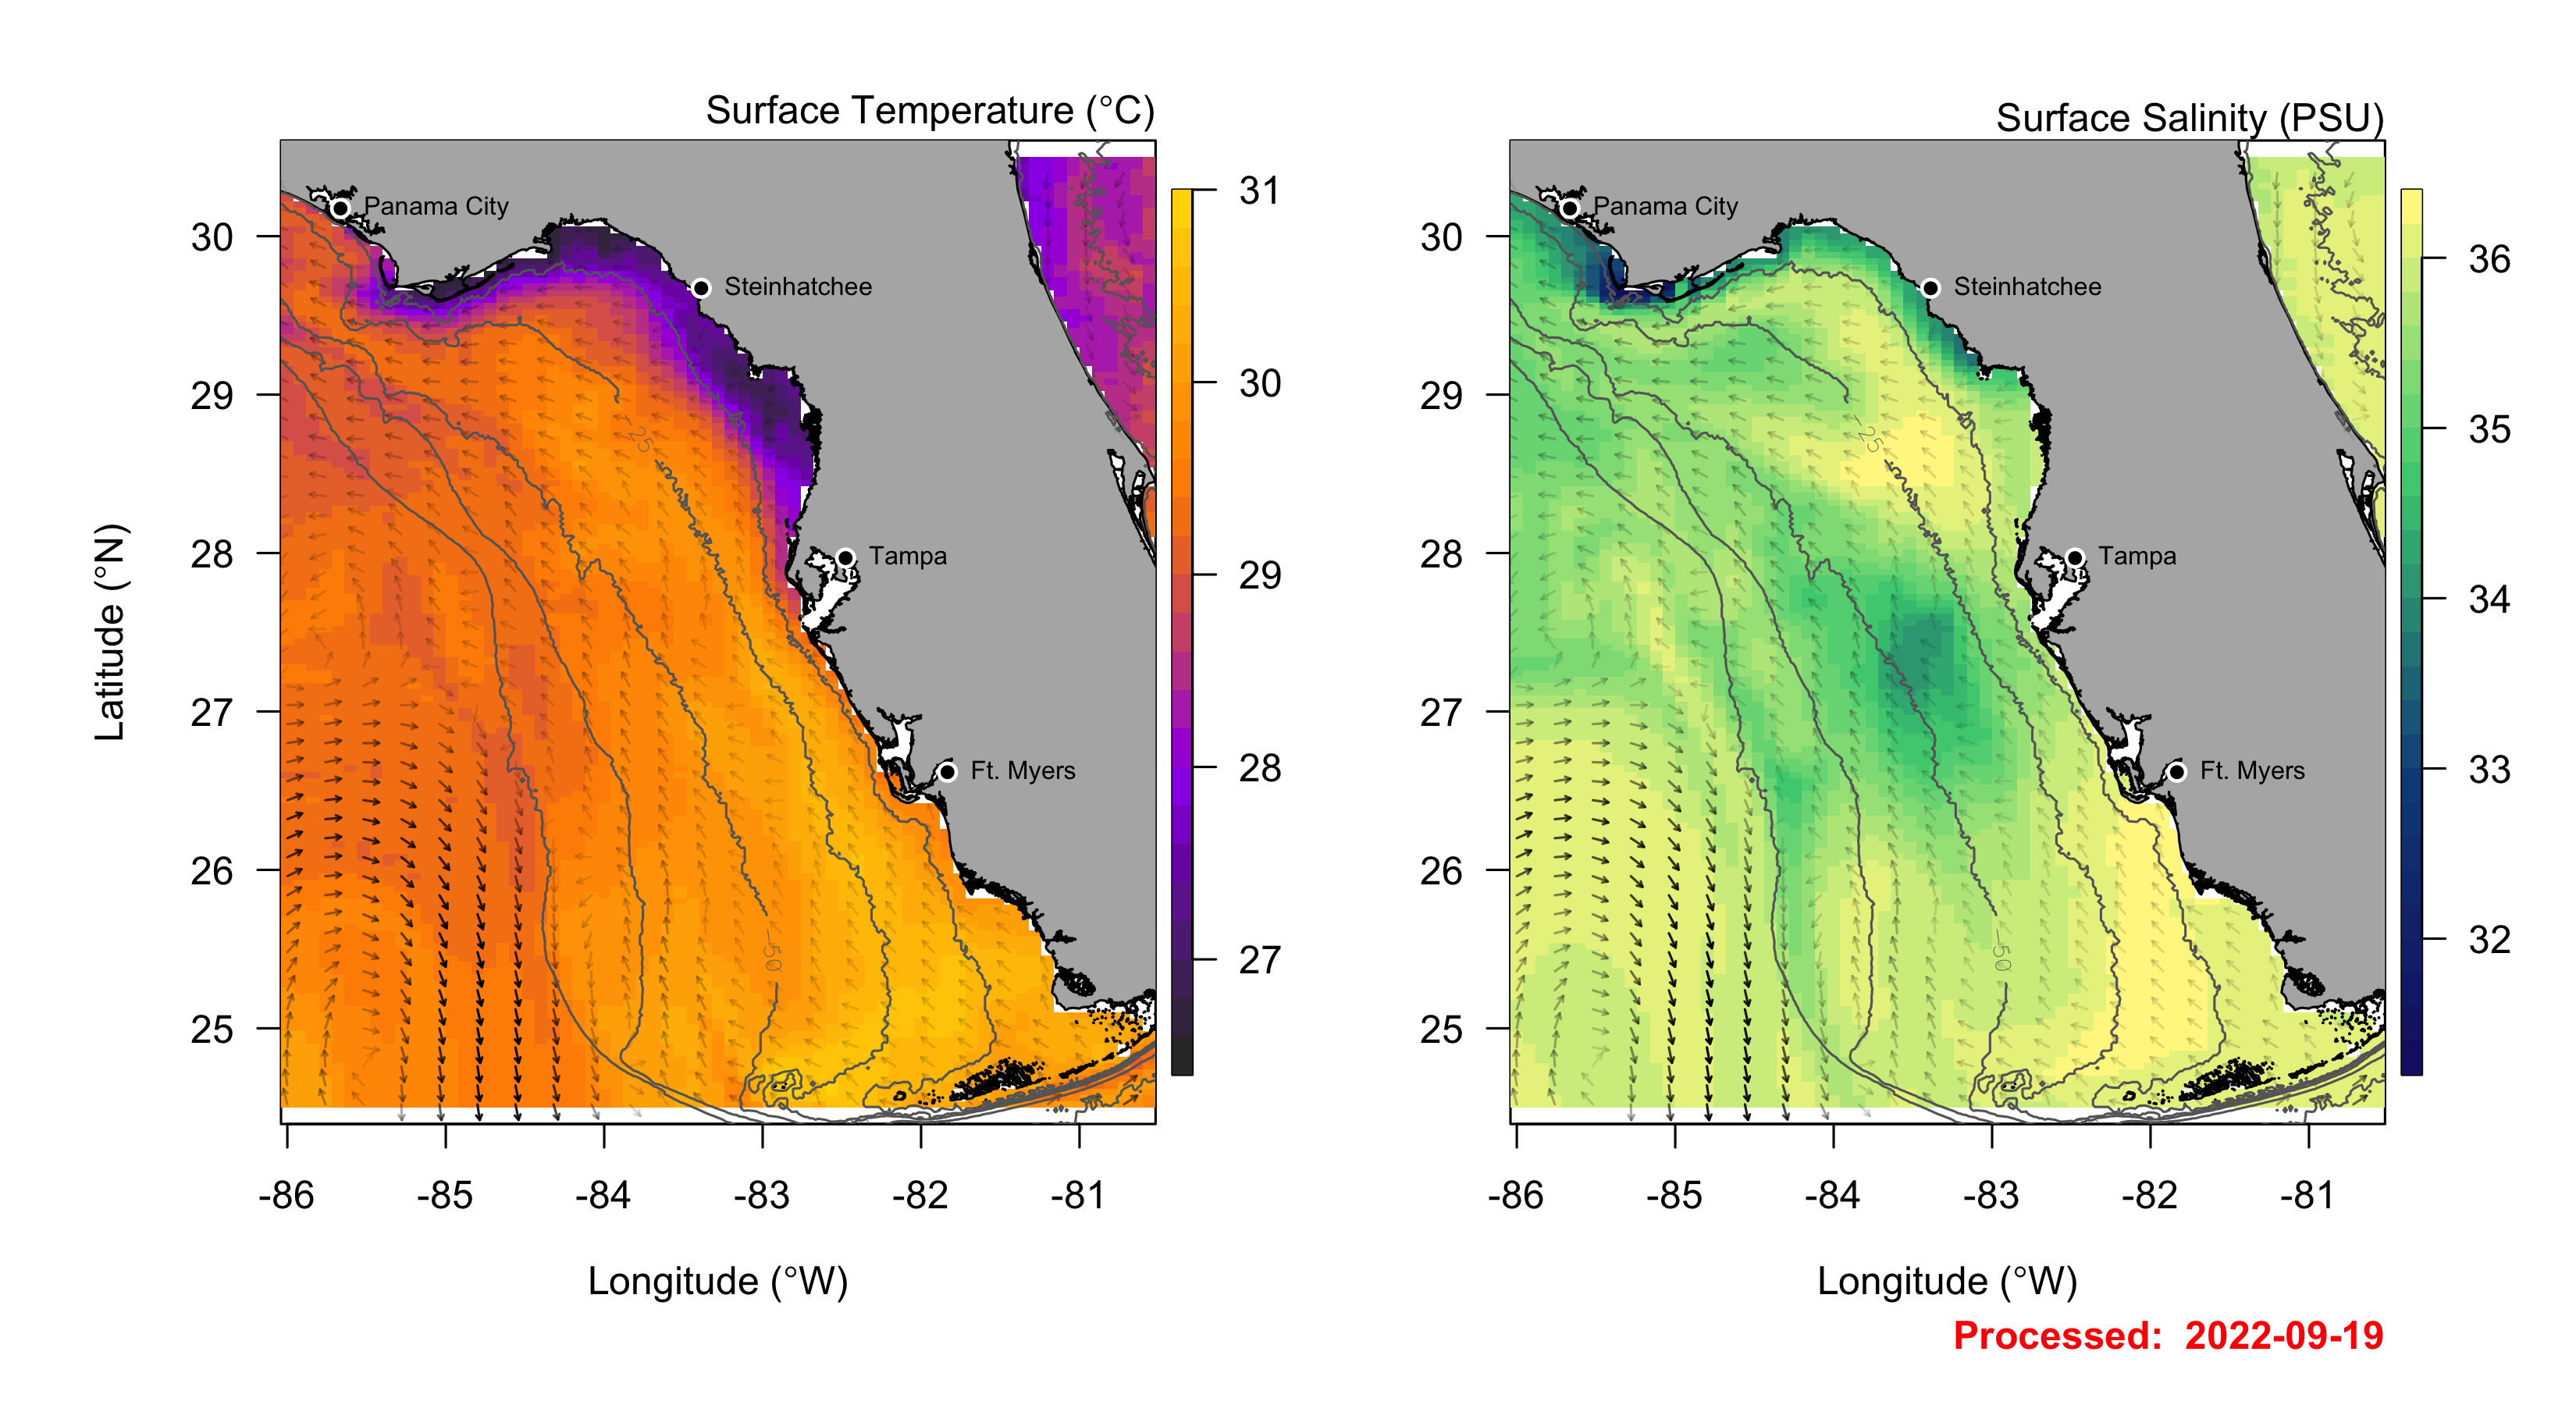 Surface Temperature (°C)
Panama City
Steinhatchee
Tampa
Ft. Myers
-25
-50
30
29
28
27
26
25
Latitude (°N)
-86 -85 -84 -83 -82 -81
Longitude (°W)
31
30
29
28
27
Surface Salinity (PSU)
Panama City
Steinhatchee
Tampa
Ft. Myers
-25
-50
30
29
28
27
26
25
-86 -85 -84 -83 -82 -81
Longitude (°W)
36
35
34
33
32
Processed: 2022-09-19